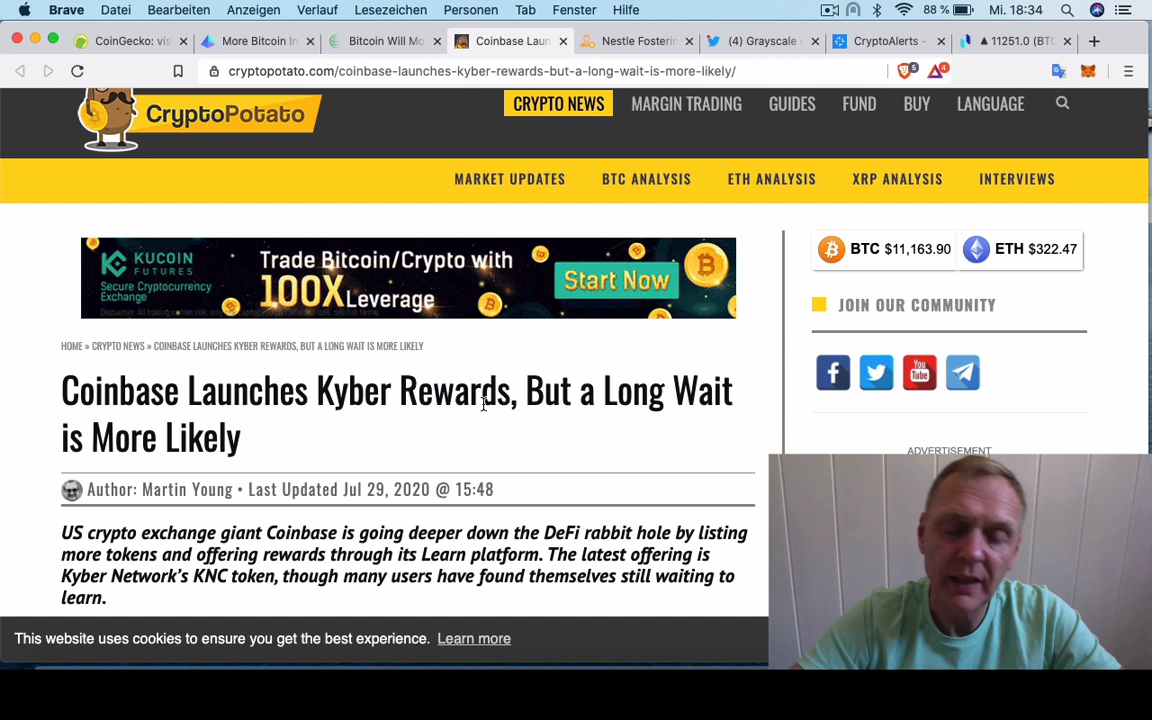 Brave Datei Bearbeiten Anzeigen Verlauf Lesezeichen Personen Tab Fenster Hilfe 88 % Mi. 18:34
CoinGecko: vis
More Bitcoin In
Bitcoin Will Mo
Coinbase Laun
Nestle Fosterin
(4) Grayscale
CryptoAlerts -
▲ 11251.0 (BTC
cryptopotato.com/coinbase-launches-kyber-rewards-but-a-long-wait-is-more-likely/
5
4
CryptoPotato
CRYPTO NEWS MARGIN TRADING GUIDES FUND BUY LANGUAGE
MARKET UPDATES BTC ANALYSIS ETH ANALYSIS XRP ANALYSIS INTERVIEWS
KUCOIN
FUTURES
Secure Cryptocurrency
Exchange
Trade Bitcoin/Crypto with
100X Leverage
Start Now
BTC $11,163.90 ETH $322.47
JOIN OUR COMMUNITY
You
Tube
ADVERTISEMENT
HOME » CRYPTO NEWS » COINBASE LAUNCHES KYBER REWARDS, BUT A LONG WAIT IS MORE LIKELY
Coinbase Launches Kyber Rewards, But a Long Wait
is More Likely
Author: Martin Young • Last Updated Jul 29, 2020 @ 15:48
US crypto exchange giant Coinbase is going deeper down the DeFi rabbit hole by listing
more tokens and offering rewards through its Learn platform. The latest offering is
Kyber Network’s KNC token, though many users have found themselves still waiting to
learn.
This website uses cookies to ensure you get the best experience. Learn more